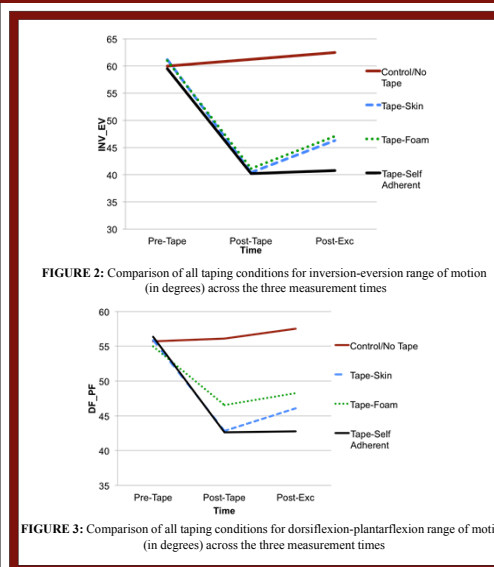 65
60
55
50
45
40
35
30
INV_EV
Control/No
Tape
Tape-Skin
Tape-Foam
Tape-Self
Adherent
Pre-Tape Post-Tape Post-Exc
Time
FIGURE 2: Comparison of all taping conditions for inversion-eversion range of motion
(in degrees) across the three measurement times
60
55
50
45
40
35
DF_PF
Control/No Tape
Tape-Skin
Tape-Foam
Tape-Self
Adherent
Pre-Tape Post-Tape Post-Exc
Time
FIGURE 3: Comparison of all taping conditions for dorsiflexion-plantarflexion range of moti
(in degrees) across the three measurement times